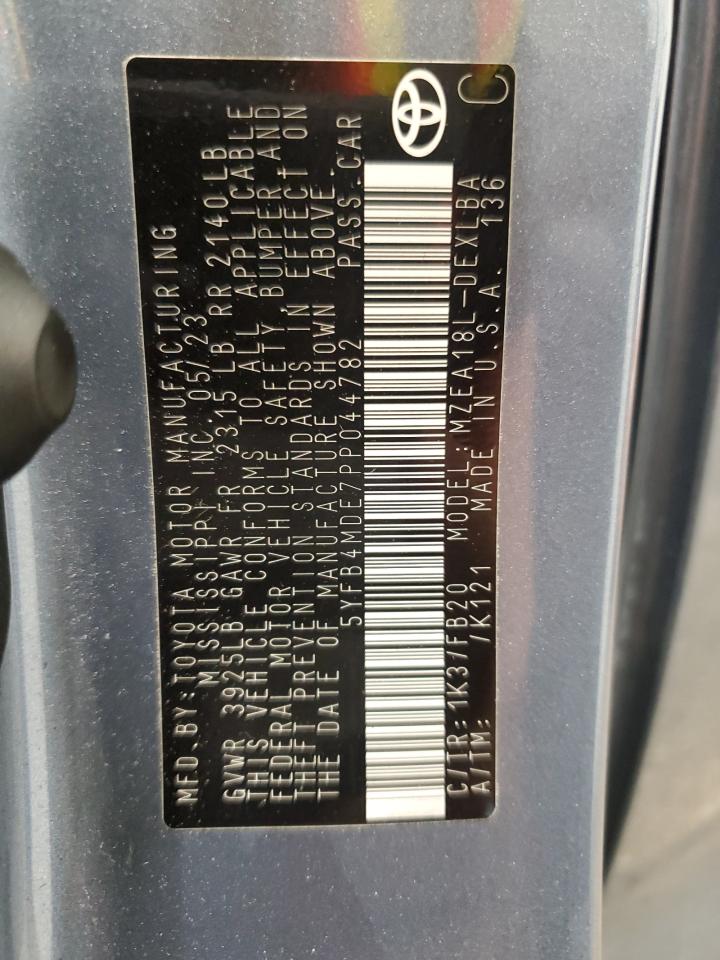 MFD.BY:TOYOTA MOTOR MANUFACTURING
MISSISSIPPI INC. 05/23
GVWR 3925LB GAWR FR 2315 LB RR 2140LB
THIS VEHICLE CONFORMS TO ALL APPLICABLE
FEDERAL MOTOR VEHICLE SAFETY BUMPER AND
THEFT PREVENTION STANDARDS IN EFFECT ON
THE DATE OF MANUFACTURE SHOWN ABOVE.
5YFB4MDE7PP044782 PASS.CAR
C/TR: 1K3 /FB20 MODEL: MZEA18L-DEXLBA
A/TM: /K121 MADE IN U.S.A. 136
C